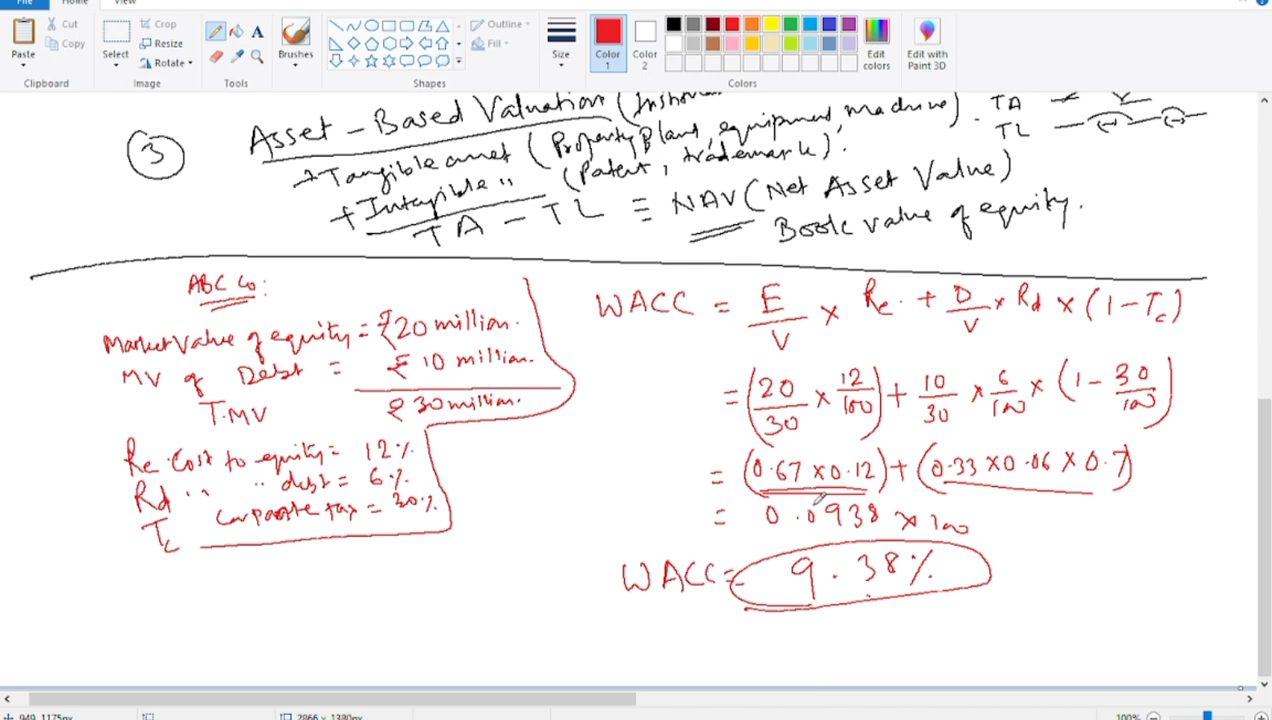 File Home View
Cut
Copy
Paste
Crop
Resize
Rotate
Select
Brushes
Outline
Fill
Size
Color 1
Color 2
Edit colors
Edit with Paint 3D
Clipboard Image Tools Shapes Colors
3 Asset - Based Valuation (
+ Tangible asset (Property, Plant, equipment, machine).
+ Intagible " (Patent, trademark).
TA - TL ≡ NAV (Net Asset Value)
Book value of equity.
TA
TL
ABC Co:
Market Value of equity = ₹20 million.
MV of Debt = ₹ 10 million.
T.MV ₹30 million.
Re. Cost to equity = 12%.
Rd " " debt = 6%.
Tc corporate tax = 30%.
WACC = E/V × Re. + D/V × Rd × (1 - Tc)
= (20/30 × 12/100) + 10/30 × 6/100 × (1 - 30/100)
= (0.67 × 0.12) + (0.33 × 0.06 × 0.7)
= 0.0938 × 100
WACC = 9.38%
949, 1175px 2866 × 1380px 100%